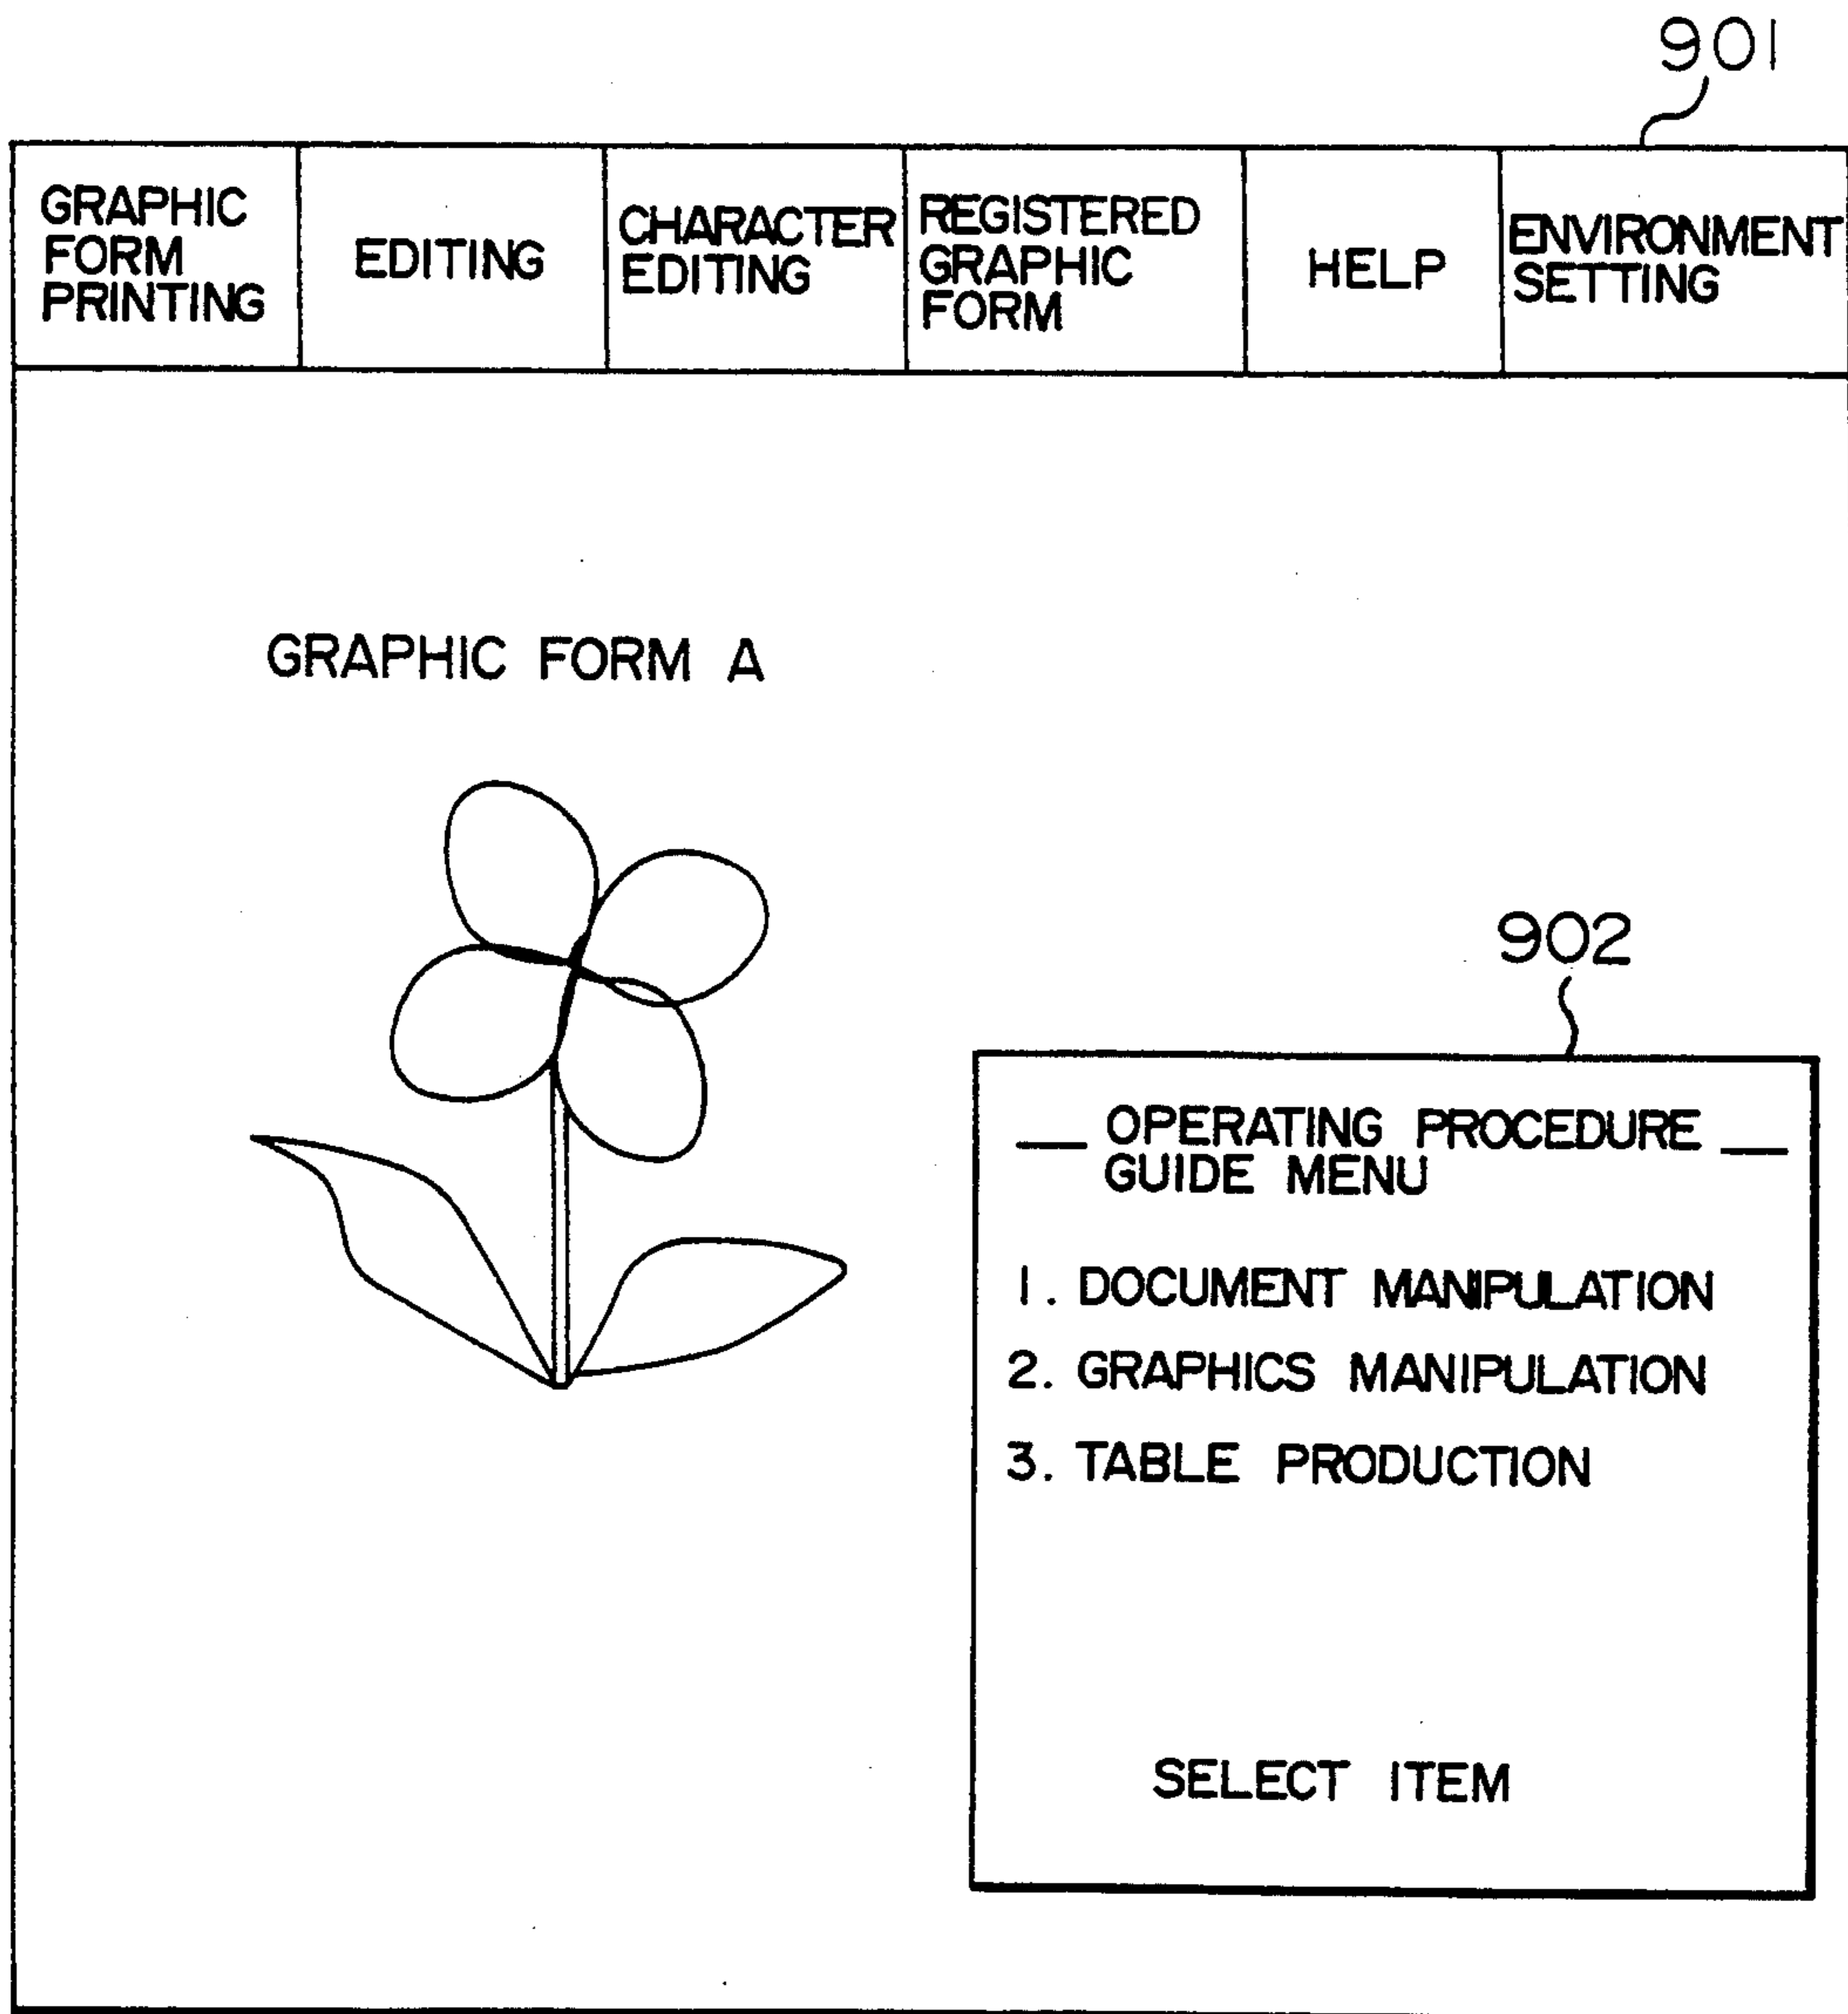 901
GRAPHIC
FORM
PRINTING
EDITING
CHARACTER
EDITING
REGISTERED
GRAPHIC
FORM
HELP
ENVIRONMENT
SETTING
GRAPHIC FORM A
902
OPERATING PROCEDURE
GUIDE MENU
1. DOCUMENT MANIPULATION
2. GRAPHICS MANIPULATION
3. TABLE PRODUCTION
SELECT ITEM